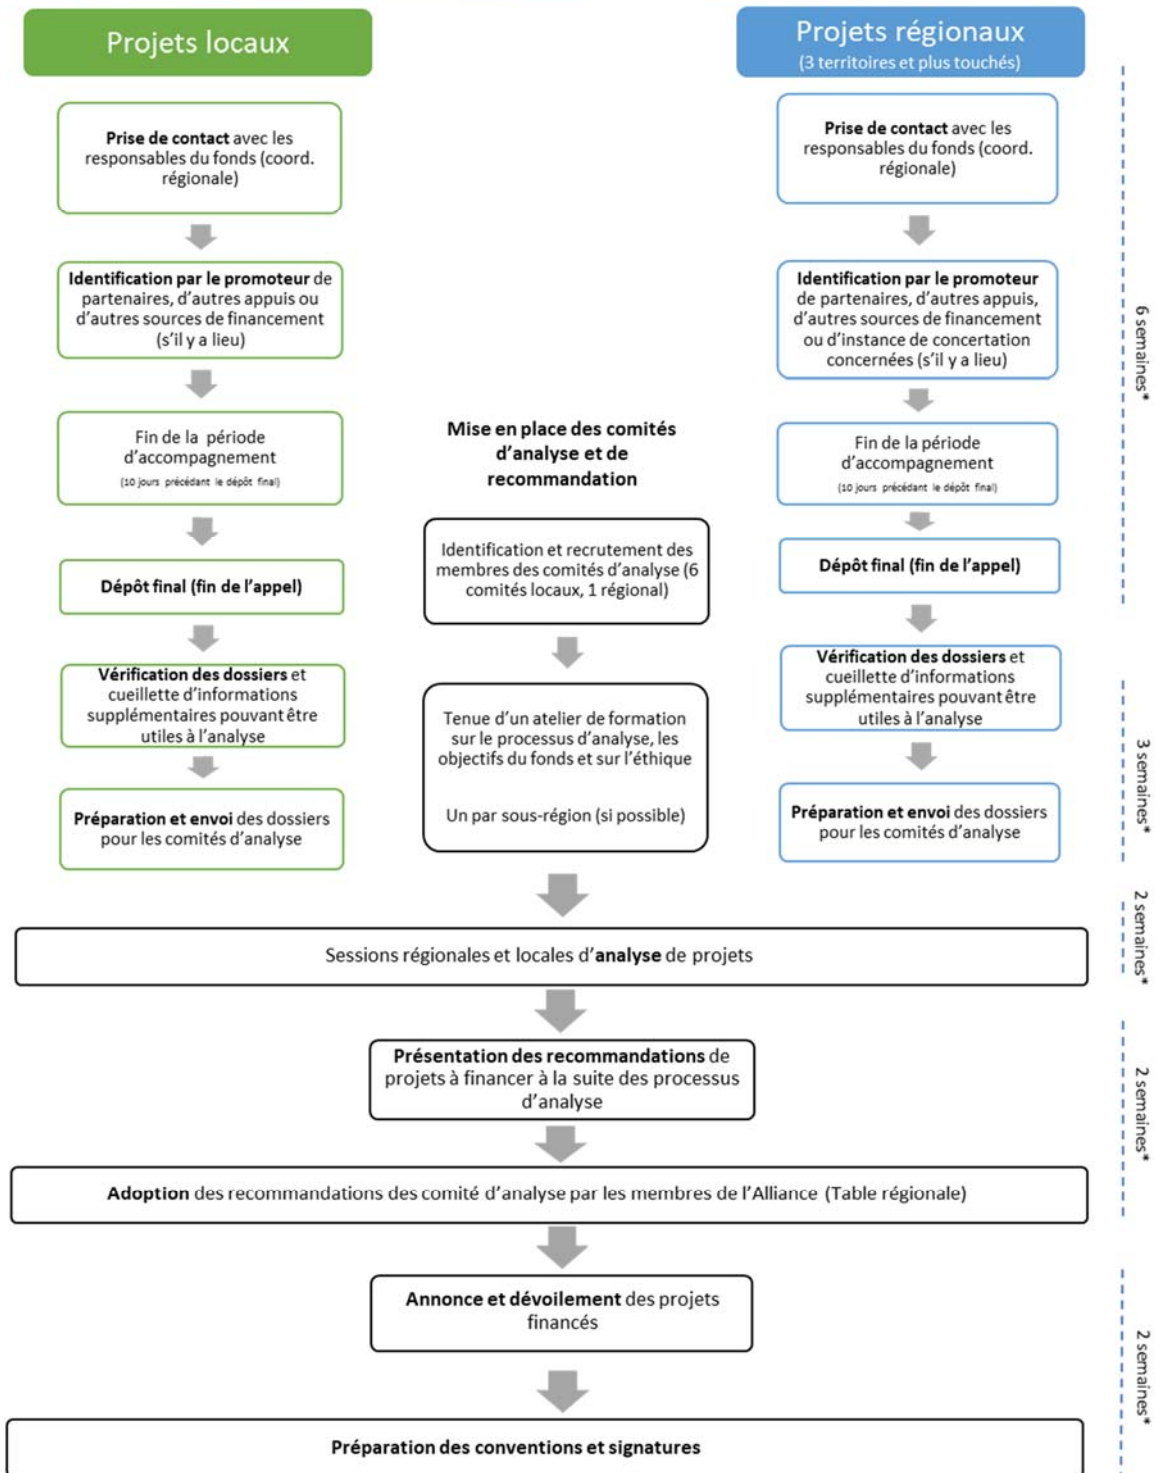 Projets locaux
Prise de contact avec les
responsables du fonds (coord.
régionale)
Identification par le promoteur de
partenaires, d'autres appuis ou
d'autres sources de financement
(s'il y a lieu)
Fin de la période
d'accompagnement
(10 jours précédant le dépôt final)
Dépôt final (fin de l'appel)
Vérification des dossiers et
cueillette d'informations
supplémentaires pouvant être
utiles à l'analyse
Préparation et envoi des dossiers
pour les comités d'analyse
Mise en place des comités
d'analyse et de
recommandation
Identification et recrutement des
membres des comités d'analyse (6
comités locaux, 1 régional)
Tenue d'un atelier de formation
sur le processus d'analyse, les
objectifs du fonds et sur l'éthique
Un par sous-région (si possible)
Projets régionaux
(3 territoires et plus touchés)
Prise de contact avec les
responsables du fonds (coord.
régionale)
Identification par le promoteur
de partenaires, d'autres appuis,
d'autres sources de financement
ou d'instance de concertation
concernées (s'il y a lieu)
Fin de la période
d'accompagnement
(10 jours précédant le dépôt final)
Dépôt final (fin de l'appel)
Vérification des dossiers et
cueillette d'informations
supplémentaires pouvant être
utiles à l'analyse
Préparation et envoi des dossiers
pour les comités d'analyse
6 semaines*
3 semaines*
Sessions régionales et locales d'analyse de projets
2 semaines*
Présentation des recommandations de
projets à financer à la suite des processus
d'analyse
Adoption des recommandations des comité d'analyse par les membres de l'Alliance (Table régionale)
2 semaines*
Annonce et dévoilement des projets
financés
Préparation des conventions et signatures
2 semaines*